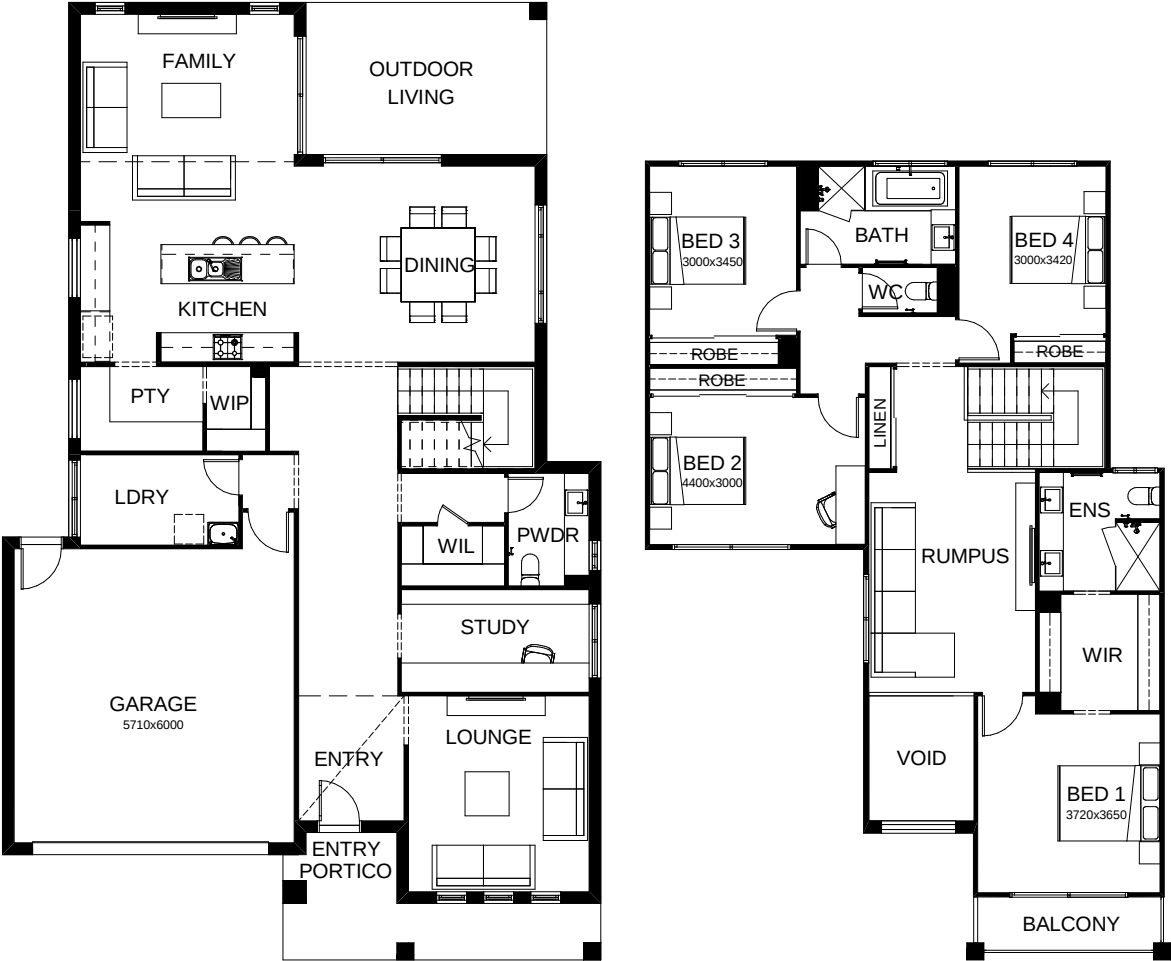 FAMILY
OUTDOOR
LIVING
DINING
KITCHEN
PTY
WIP
LDRY
WIL
PWDR
STUDY
GARAGE
5710x6000
LOUNGE
ENTRY
ENTRY
PORTICO
BED 3
3000x3450
BATH
BED 4
3000x3420
WC
ROBE
ROBE
ROBE
LINEN
BED 2
4400x3000
ENS
RUMPUS
WIR
VOID
BED 1
3720x3650
BALCONY